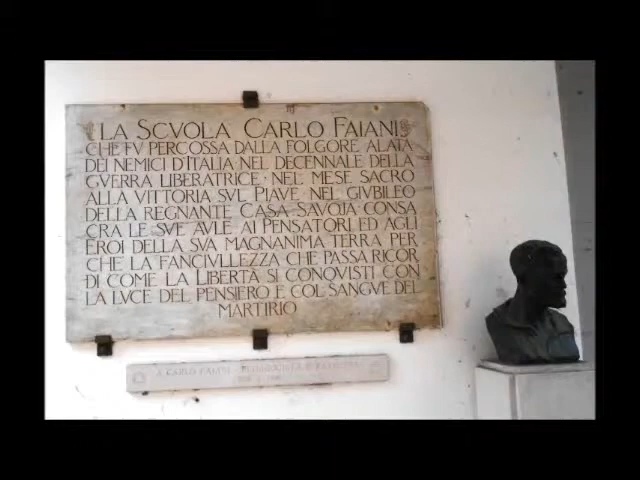 LA SCVOLA CARLO FAIANI
CHE FV PERCOSSA DALLA FOLGORE ALATA
DEI NEMICI D'ITALIA · NEL DECENNALE DELLA
GVERRA LIBERATRICE · NEL MESE SACRO
ALLA VITTORIA SVL PIAVE · NEL GIVBILEO
DELLA REGNANTE CASA SAVOJA · CONSA
CRA LE SVE AVLE AI PENSATORI ED AGLI
EROI DELLA SVA MAGNANIMA TERRA PER
CHE LA FANCIVLLEZZA CHE PASSA RICOR
DI COME LA LIBERTÀ SI CONQVISTI CON
LA LVCE DEL PENSIERO E COL SANGVE DEL
MARTIRIO
A CARLO FAIANI